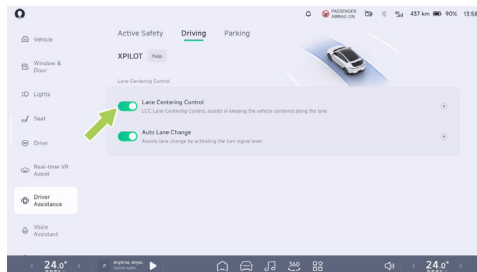 PASSENGER
AIRBAG ON
437 km
90%
13:58
Vehicle
Window &
Door
Lights
Seat
Drive
Real-time VR
Assist
Driver
Assistance
Voice
Assistant
Active Safety
Driving
Parking
XPILOT
Help
Lane Centering Control
Lane Centering Control
LCC Lane Centering Control, assists in keeping the vehicle centered along the lane
Auto Lane Change
Assists lane change by activating the turn signal lever
24.0°
Anytime, Anyw..
360
24.0°